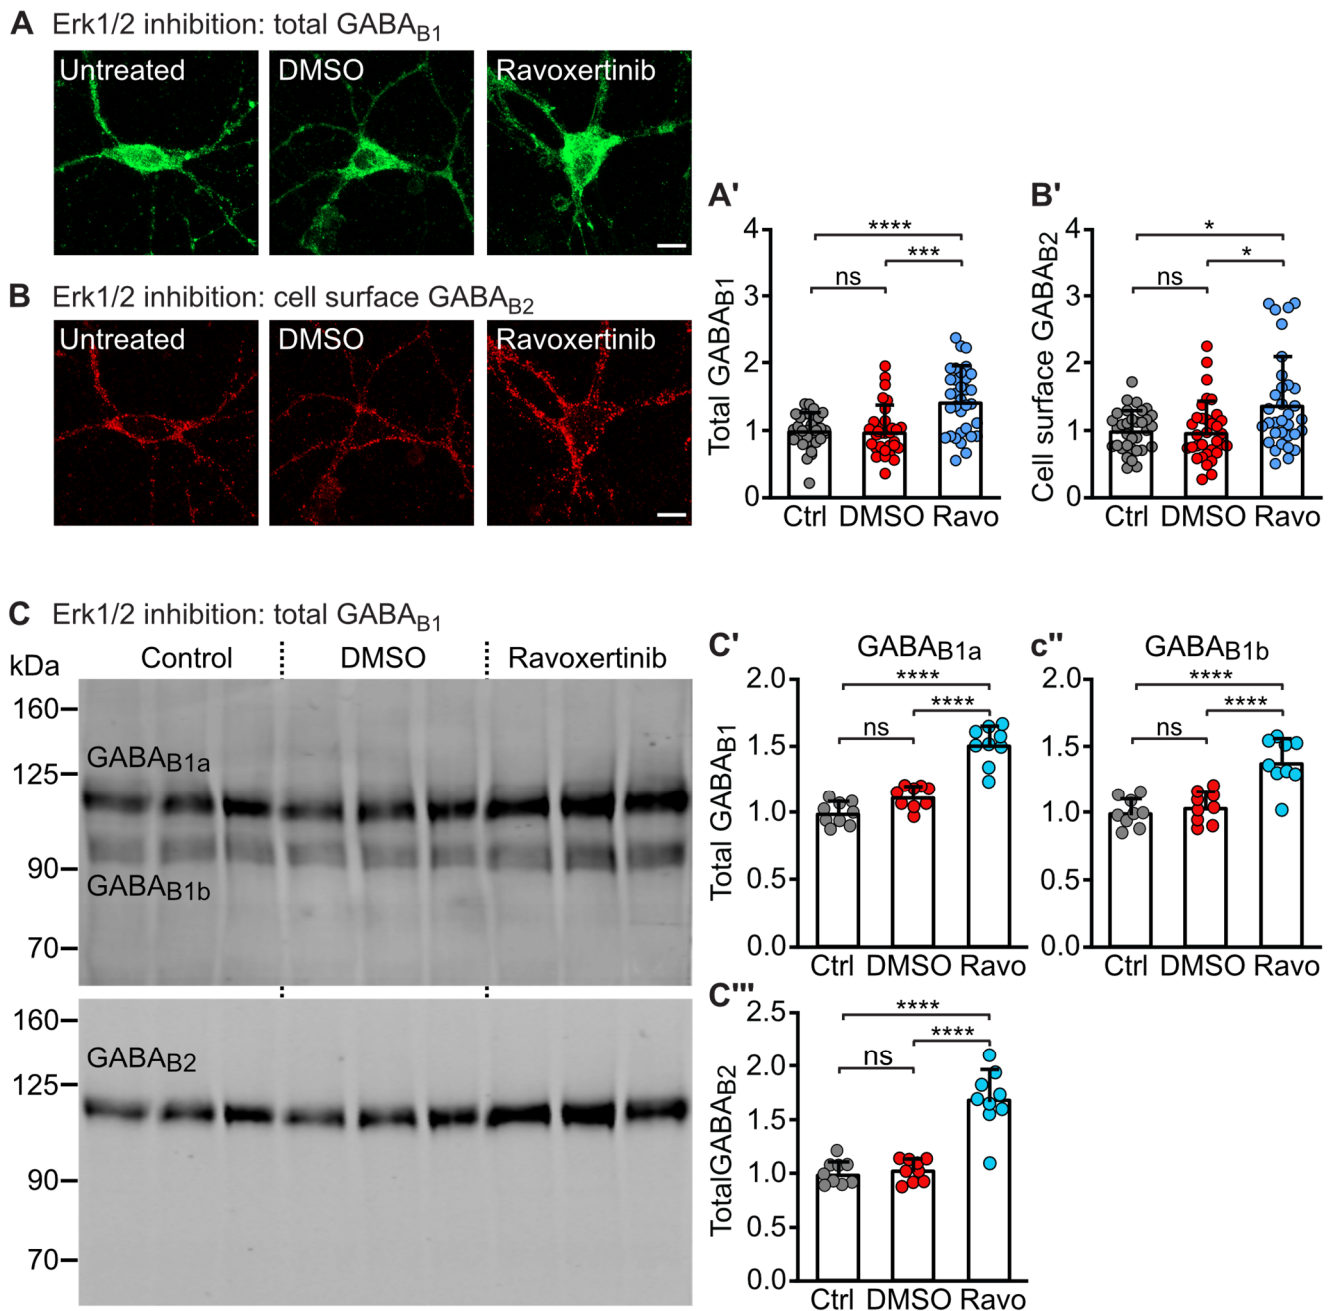 A Erk1/2 inhibition: total GABAB1
Untreated DMSO Ravoxertinib
B Erk1/2 inhibition: cell surface GABAB2
Untreated DMSO Ravoxertinib
A'
Total GABAB1
4
3
2
1
0
****
***
ns
Ctrl DMSO Ravo
B'
Cell surface GABAB2
4
3
2
1
0
*
*
ns
Ctrl DMSO Ravo
C Erk1/2 inhibition: total GABAB1
kDa Control DMSO Ravoxertinib
160
GABAB1a
125
90
GABAB1b
70
160
GABAB2
125
90
70
C' GABAB1a
Total GABAB1
2.0
1.5
1.0
0.5
0.0
****
****
ns
Ctrl DMSO Ravo
c'' GABAB1b
2.0
1.5
1.0
0.5
0.0
****
****
ns
Ctrl DMSO Ravo
C'''
TotalGABAB2
2.5
2.0
1.5
1.0
0.5
0.0
****
****
ns
Ctrl DMSO Ravo